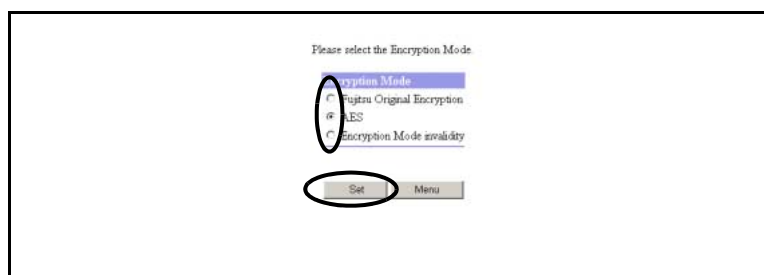 Please select the Encryption Mode.
ryption Mode
Fujitsu Original Encryption
AES
Encryption Mode invalidity
Set Menu